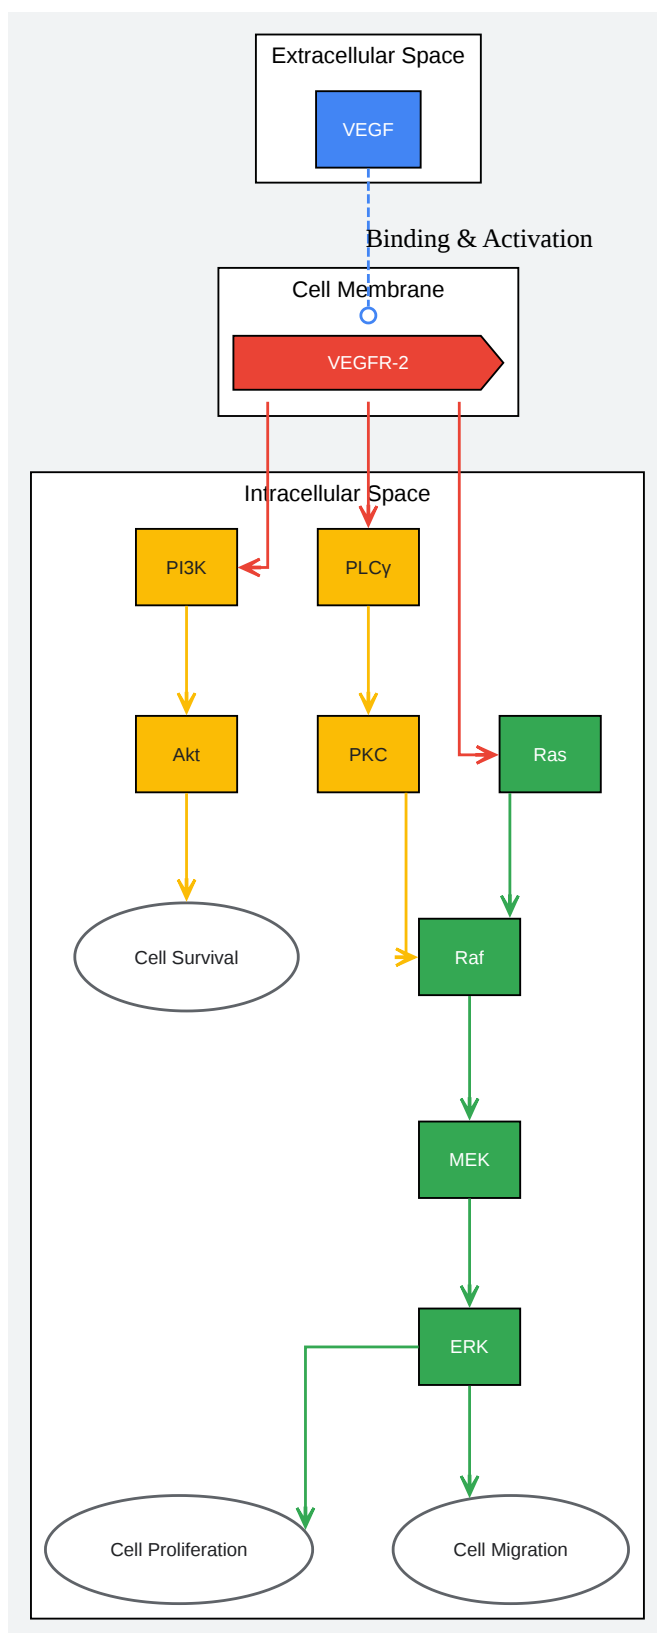 Extracellular Space
VEGF
Binding & Activation
Cell Membrane
VEGFR-2
Intracellular Space
PI3K
PLCγ
Akt
PKC
Ras
Cell Survival
Raf
MEK
ERK
Cell Proliferation
Cell Migration